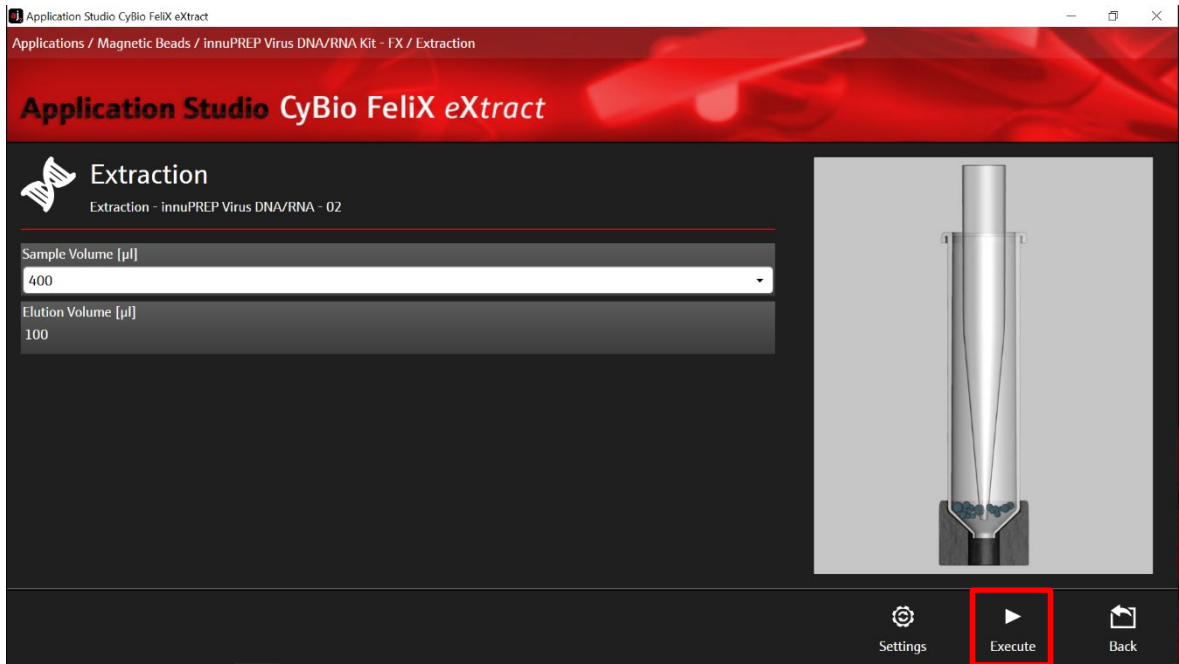 Application Studio CyBio FeliX eXtract
Applications / Magnetic Beads / innuPREP Virus DNA/RNA Kit - FX / Extraction
Application Studio CyBio FeliX eXtract
Extraction
Extraction - innuPREP Virus DNA/RNA - 02
Sample Volume [µl]
400
Elution Volume [µl]
100
Settings
Execute
Back